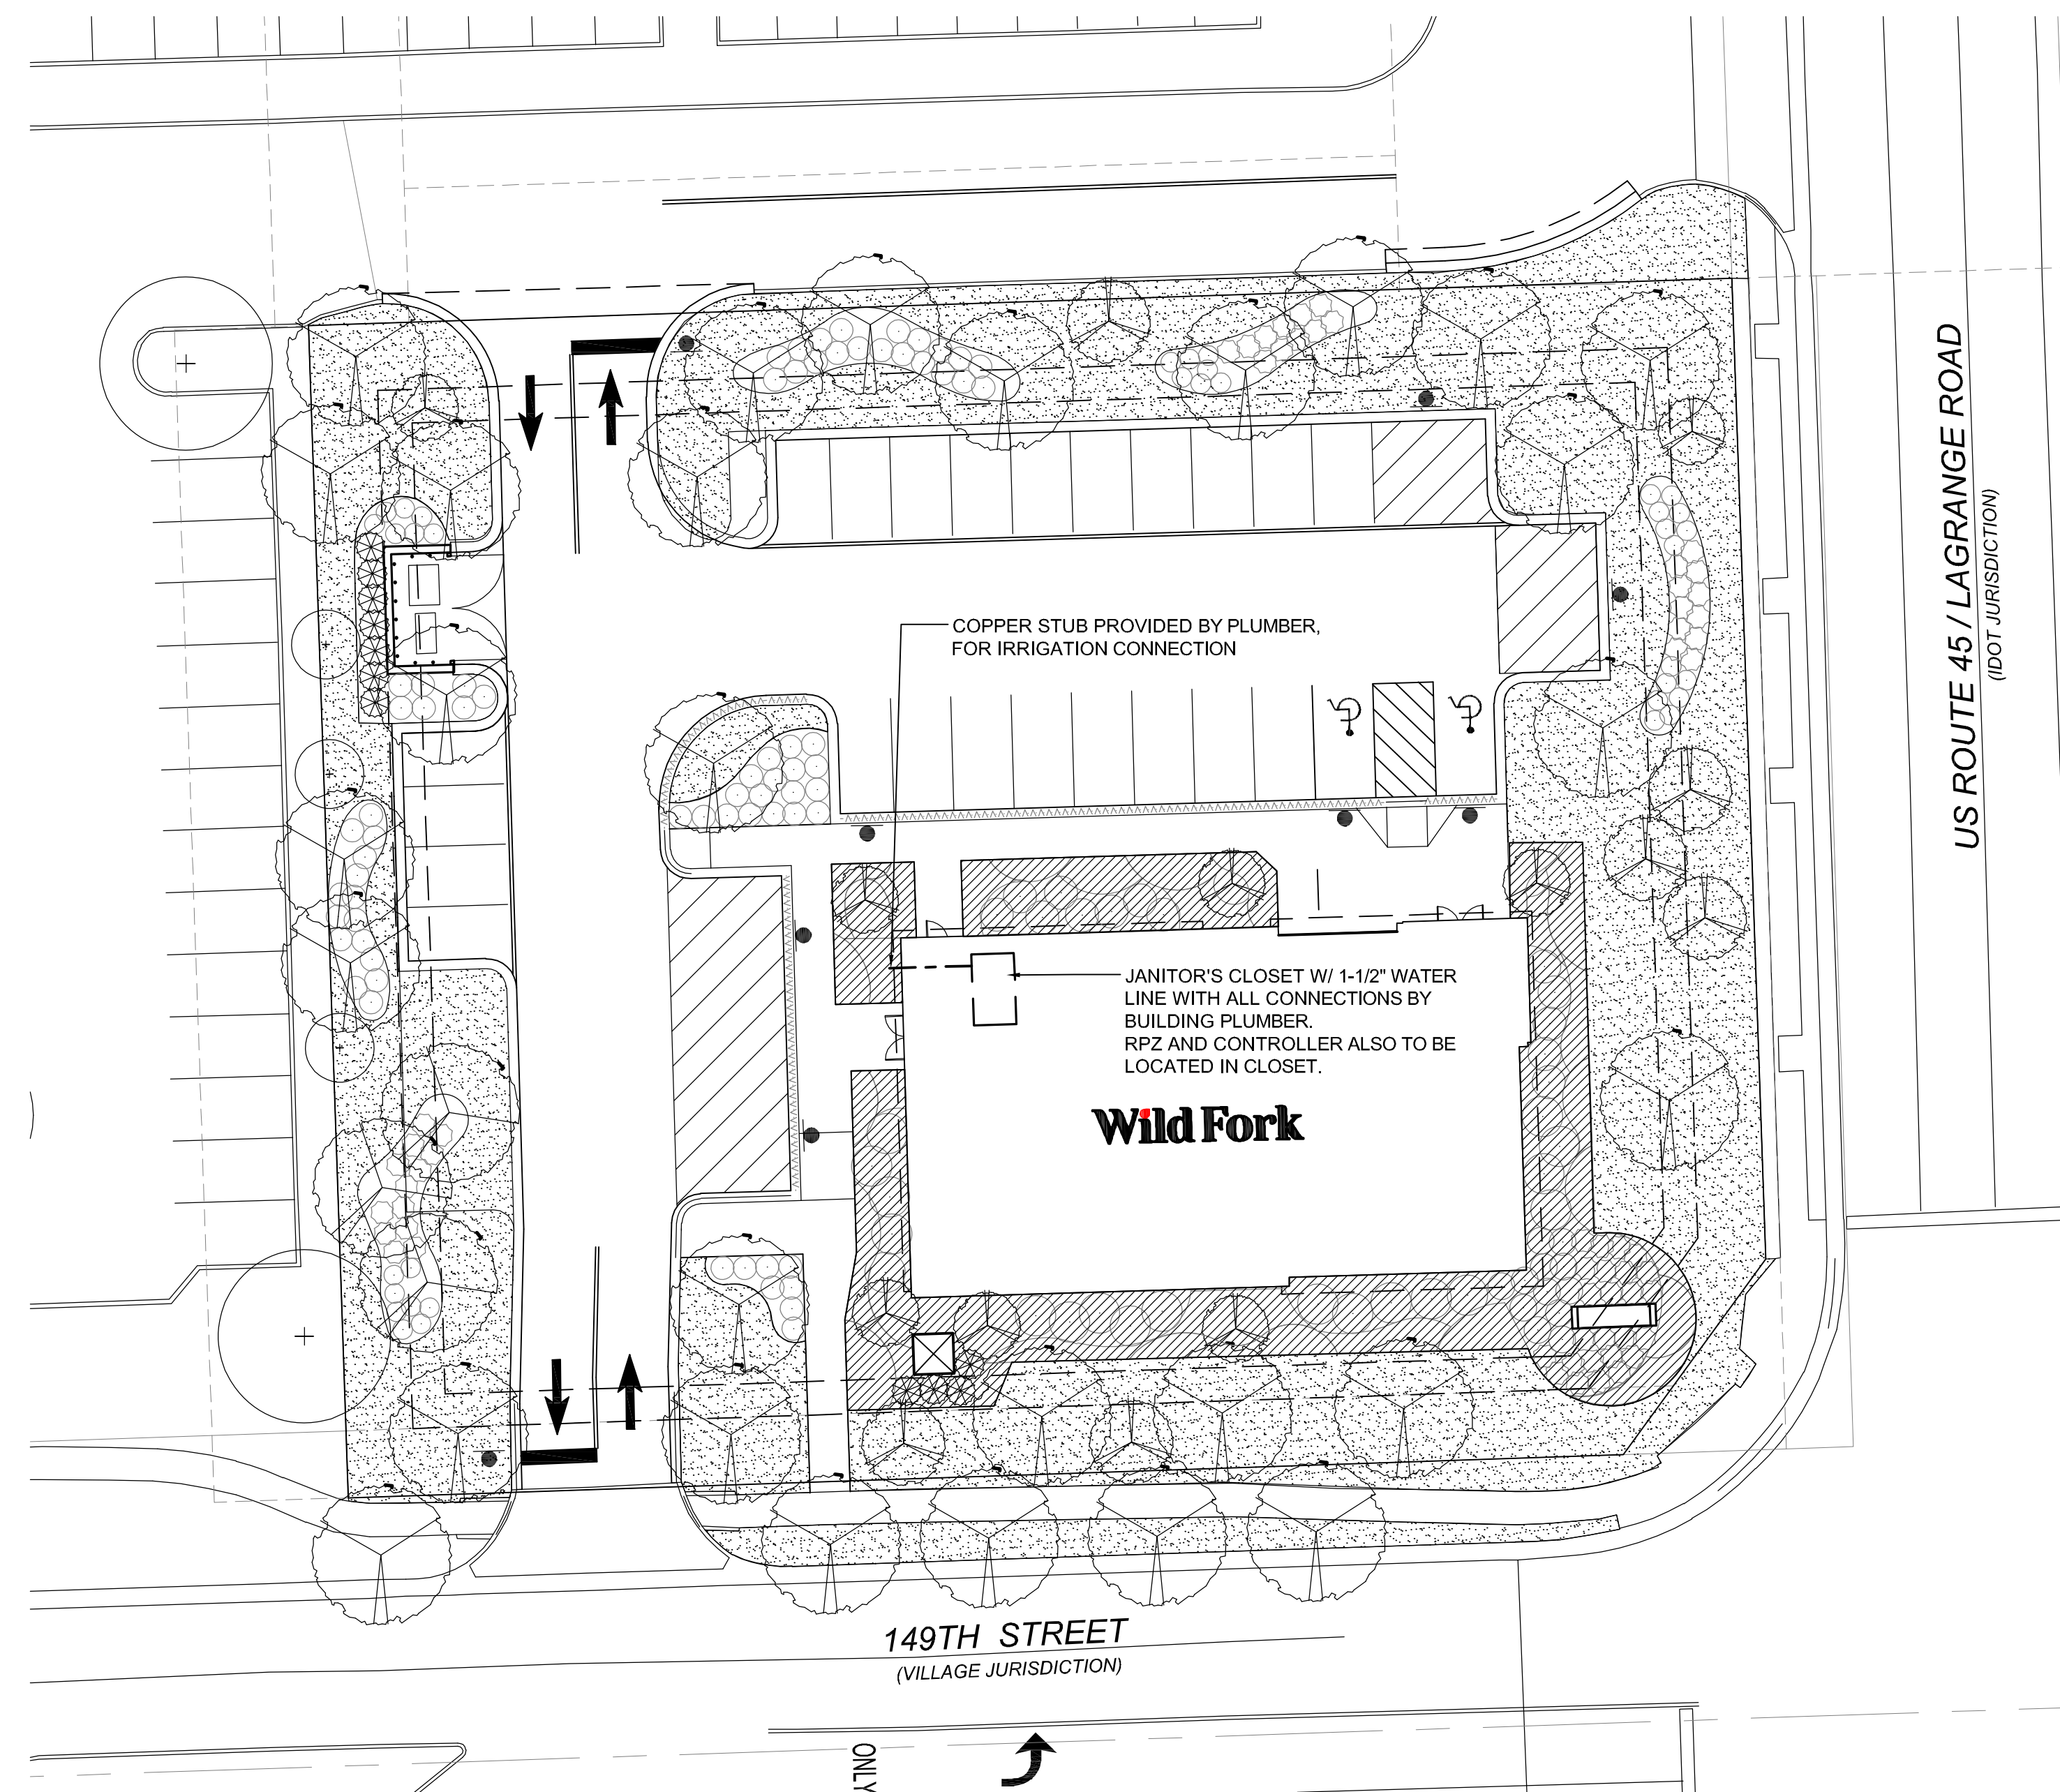 COPPER STUB PROVIDED BY PLUMBER,
FOR IRRIGATION CONNECTION
US ROUTE 45 / LAGRANGE ROAD
(IDOT JURISDICTION)
JANITOR'S CLOSET W/ 1-1/2" WATER
LINE WITH ALL CONNECTIONS BY
BUILDING PLUMBER.
RPZ AND CONTROLLER ALSO TO BE
LOCATED IN CLOSET.
Wild Fork
149TH STREET
(VILLAGE JURISDICTION)
ONLY